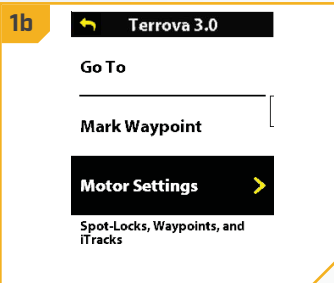 1b
Terrova 3.0
Go To
Mark Waypoint
Motor Settings
Spot-Locks, Waypoints, and
iTracks